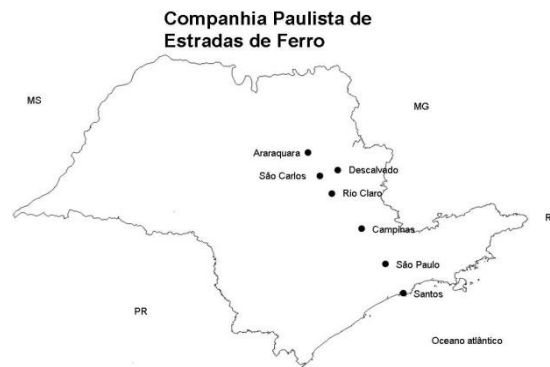 Companhia Paulista de
Estradas de Ferro
MS
MG
Araraquara
Descalvado
São Carlos
Rio Claro
R
Campinas
São Paulo
Santos
PR
Oceano atlântico